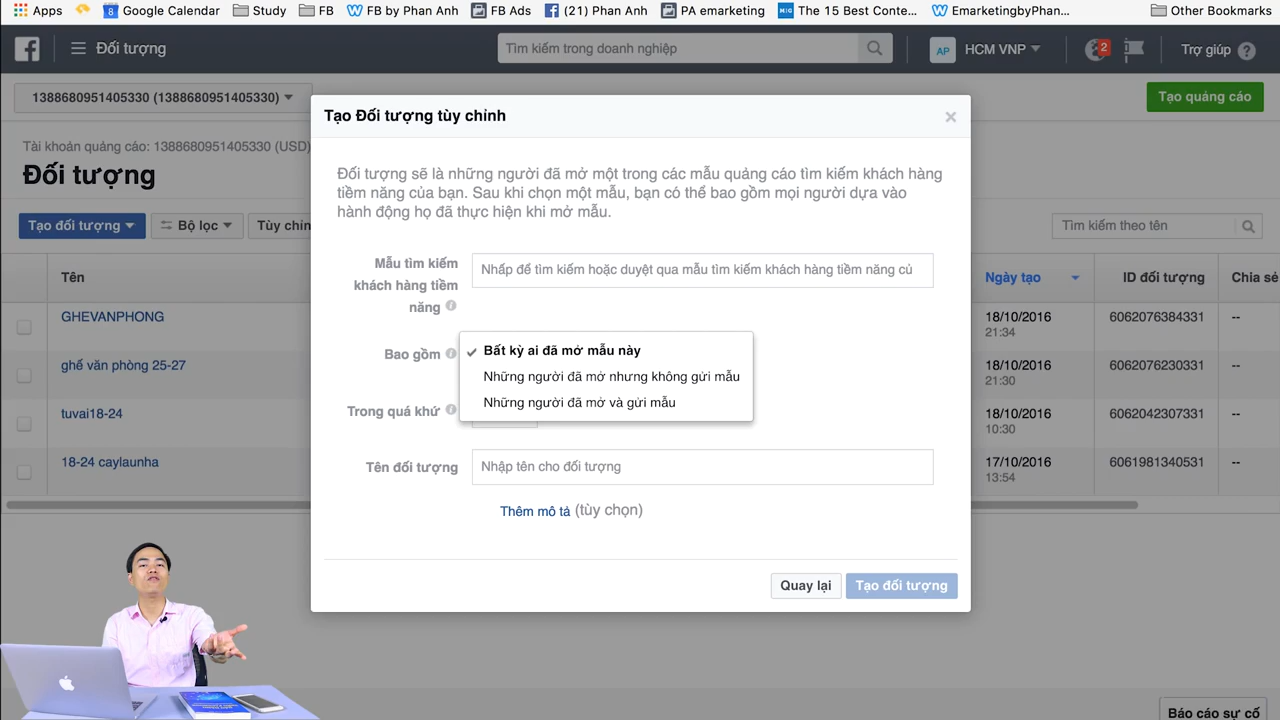 Apps
Google Calendar
Study
FB
FB by Phan Anh
FB Ads
(21) Phan Anh
PA emarketing
The 15 Best Conte...
EmarketingbyPhan...
Other Bookmarks
Đối tượng
Tìm kiếm trong doanh nghiệp
AP
HCM VNP
2
Trợ giúp
1388680951405330 (1388680951405330)
Tạo quảng cáo
Tài khoản quảng cáo: 1388680951405330 (USD)
Đối tượng
Tạo đối tượng
Bộ lọc
Tùy chỉn
Tìm kiếm theo tên
Tên
Ngày tạo
ID đối tượng
Chia sẻ
GHEVANPHONG
18/10/2016
21:34
6062076384331
--
ghế văn phòng 25-27
18/10/2016
21:30
6062076230331
--
tuvai18-24
18/10/2016
10:30
6062042307331
--
18-24 caylaunha
17/10/2016
13:54
6061981340531
--
Tạo Đối tượng tùy chỉnh
Đối tượng sẽ là những người đã mở một trong các mẫu quảng cáo tìm kiếm khách hàng
tiềm năng của bạn. Sau khi chọn một mẫu, bạn có thể bao gồm mọi người dựa vào
hành động họ đã thực hiện khi mở mẫu.
Mẫu tìm kiếm
khách hàng tiềm
năng
Nhấp để tìm kiếm hoặc duyệt qua mẫu tìm kiếm khách hàng tiềm năng củ
Bao gồm
Bất kỳ ai đã mở mẫu này
Những người đã mở nhưng không gửi mẫu
Những người đã mở và gửi mẫu
Trong quá khứ
Tên đối tượng
Nhập tên cho đối tượng
Thêm mô tả (tùy chọn)
Quay lại
Tạo đối tượng
Báo cáo sự cố